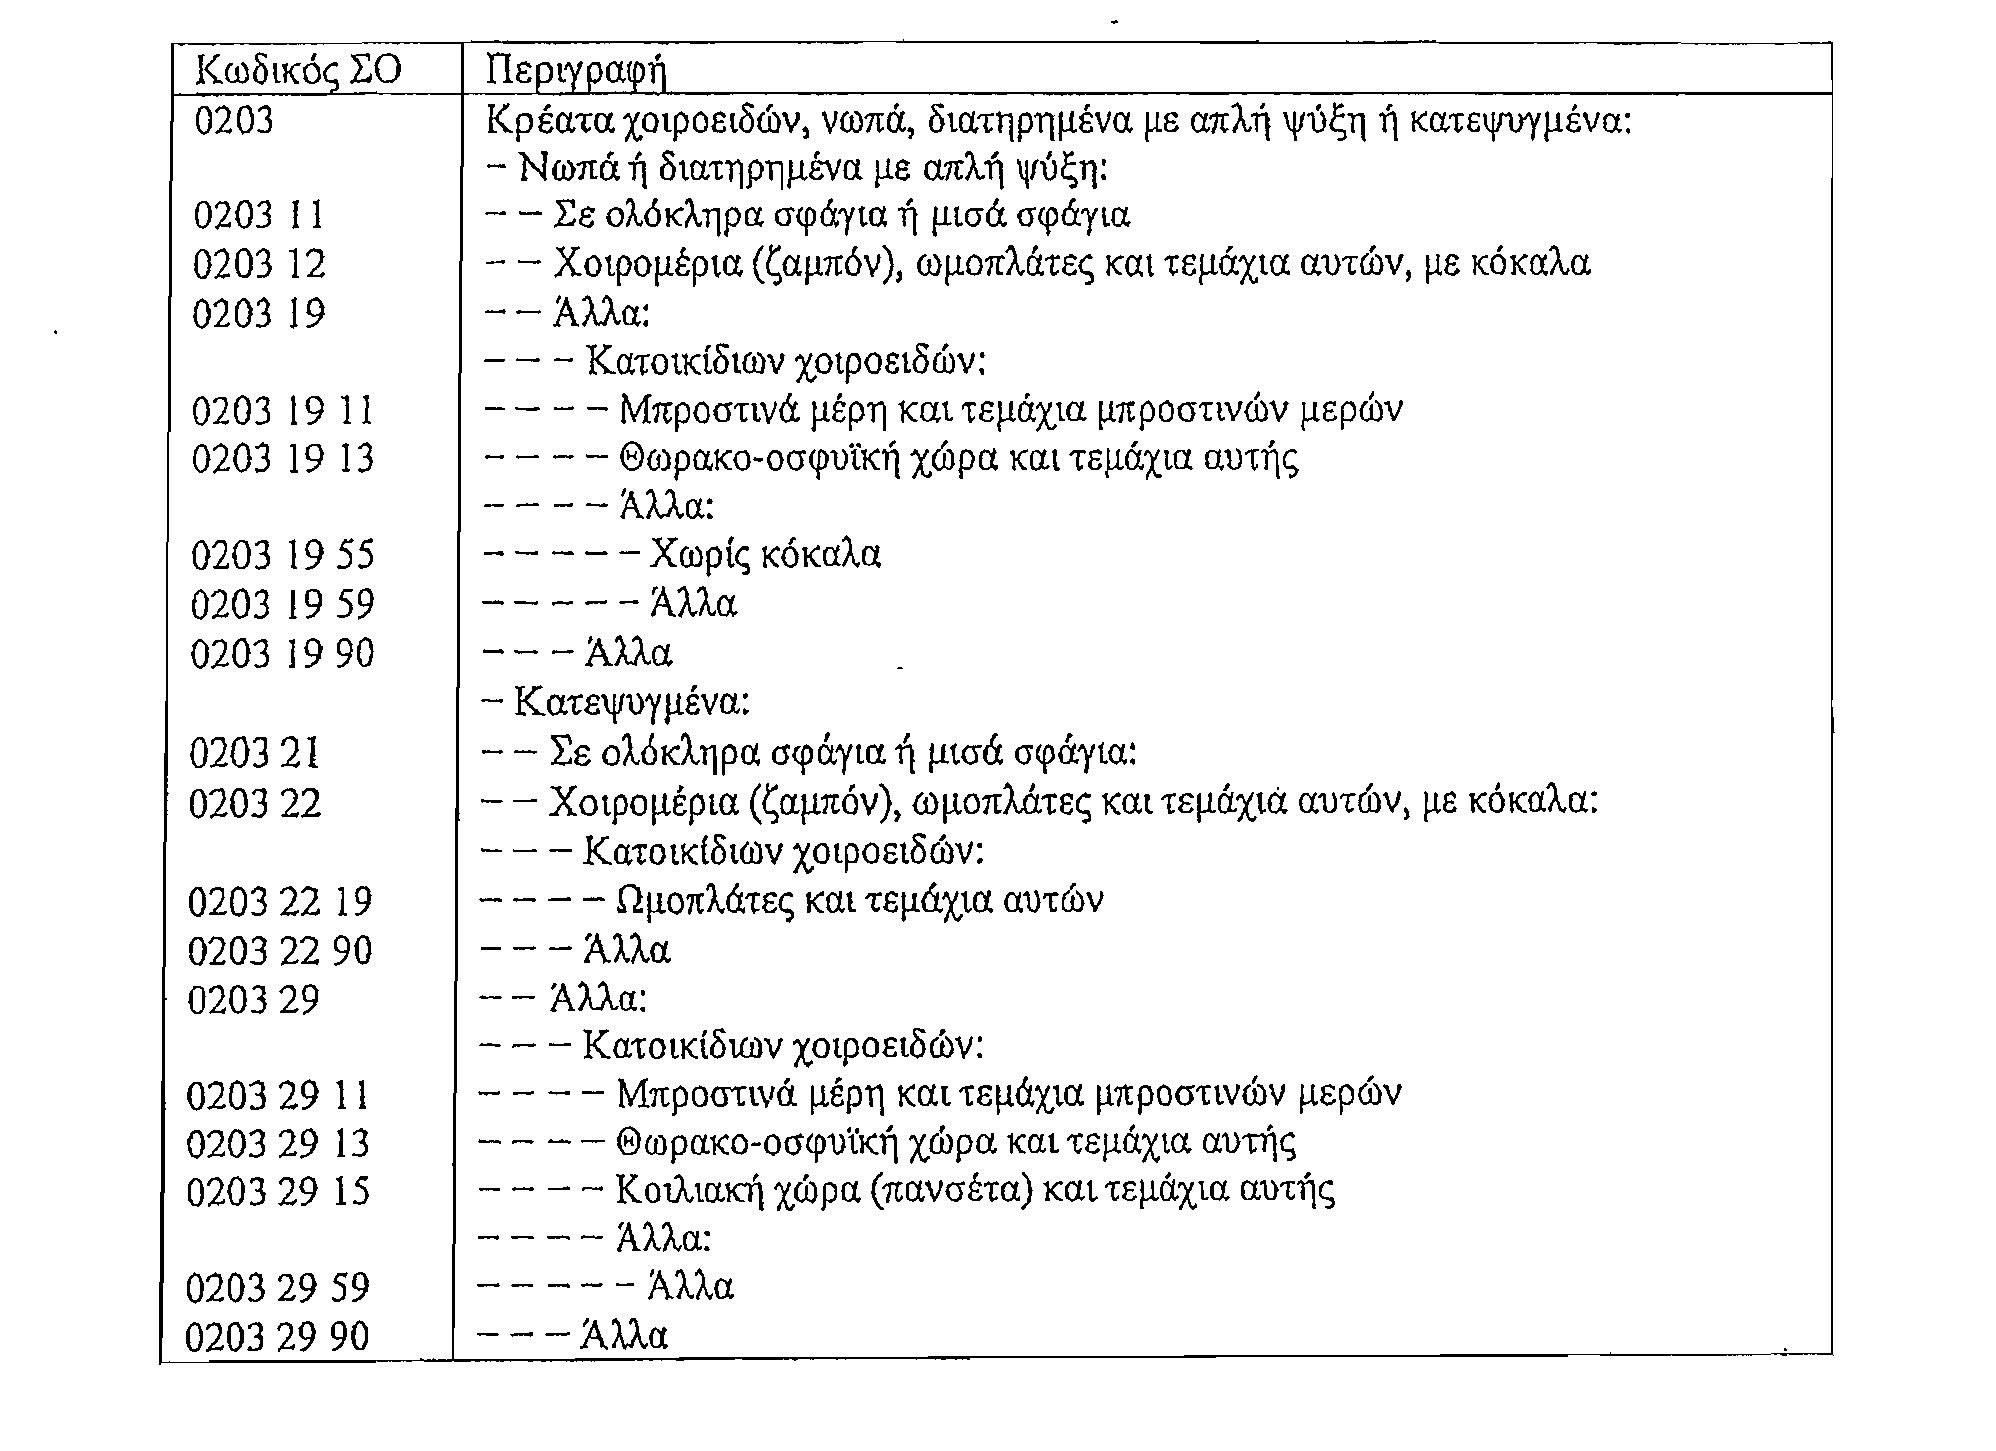 Κωδικός ΣΟ Περιγραφή
0203 Κρέατα χοιροειδών, νωπά, διατηρημένα με απλή ψύξη ή κατεψυγμένα:
– Νωπά ή διατηρημένα με απλή ψύξη:
0203 11 – – Σε ολόκληρα σφάγια ή μισά σφάγια
0203 12 – – Χοιρομέρια (ζαμπόν), ωμοπλάτες και τεμάχια αυτών, με κόκαλα
0203 19 – – Άλλα:
– – – Κατοικίδιων χοιροειδών:
0203 19 11 – – – – Μπροστινά μέρη και τεμάχια μπροστινών μερών
0203 19 13 – – – – Θωρακο-οσφυϊκή χώρα και τεμάχια αυτής
– – – – Άλλα:
0203 19 55 – – – – – Χωρίς κόκαλα
0203 19 59 – – – – – Άλλα
0203 19 90 – – – Άλλα
– Κατεψυγμένα:
0203 21 – – Σε ολόκληρα σφάγια ή μισά σφάγια:
0203 22 – – Χοιρομέρια (ζαμπόν), ωμοπλάτες και τεμάχια αυτών, με κόκαλα:
– – – Κατοικίδιων χοιροειδών:
0203 22 19 – – – – Ωμοπλάτες και τεμάχια αυτών
0203 22 90 – – – Άλλα
0203 29 – – Άλλα:
– – – Κατοικίδιων χοιροειδών:
0203 29 11 – – – – Μπροστινά μέρη και τεμάχια μπροστινών μερών
0203 29 13 – – – – Θωρακο-οσφυϊκή χώρα και τεμάχια αυτής
0203 29 15 – – – – Κοιλιακή χώρα (πανσέτα) και τεμάχια αυτής
– – – – Άλλα:
0203 29 59 – – – – – Άλλα
0203 29 90 – – – Άλλα